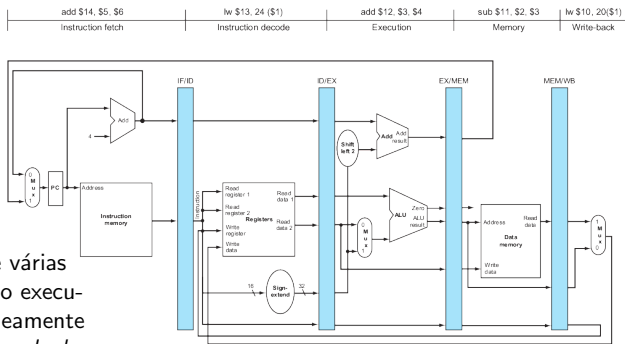 add $14, $5, $6
lw $13, 24 ($1)
add $12, $3, $4
sub $11, $2, $3
lw $10, 20($1)
Instruction fetch
Instruction decode
Execution
Memory
Write-back
IF/ID
ID/EX
EX/MEM
MEM/WB
Add
4
Shift
left 2
Add Add
result
0
M
u
x
1
PC
Address
Instruction
memory
Instruction
Read
register 1
Read
register 2
Registers
Write
register
Write
data
Read
data 1
Read
data 2
0
M
u
x
1
Zero
ALU
ALU
result
Address
Data
memory
Write
data
Read
data
1
M
u
x
0
16
Sign-
extend
32
várias
o execu-
eamente